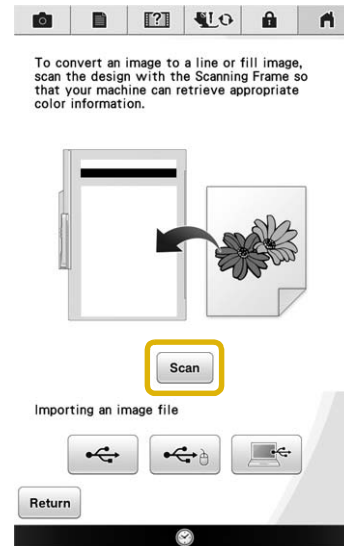 [?]
To convert an image to a line or fill image,
scan the design with the Scanning Frame so
that your machine can retrieve appropriate
color information.
Scan
Importing an image file
Return